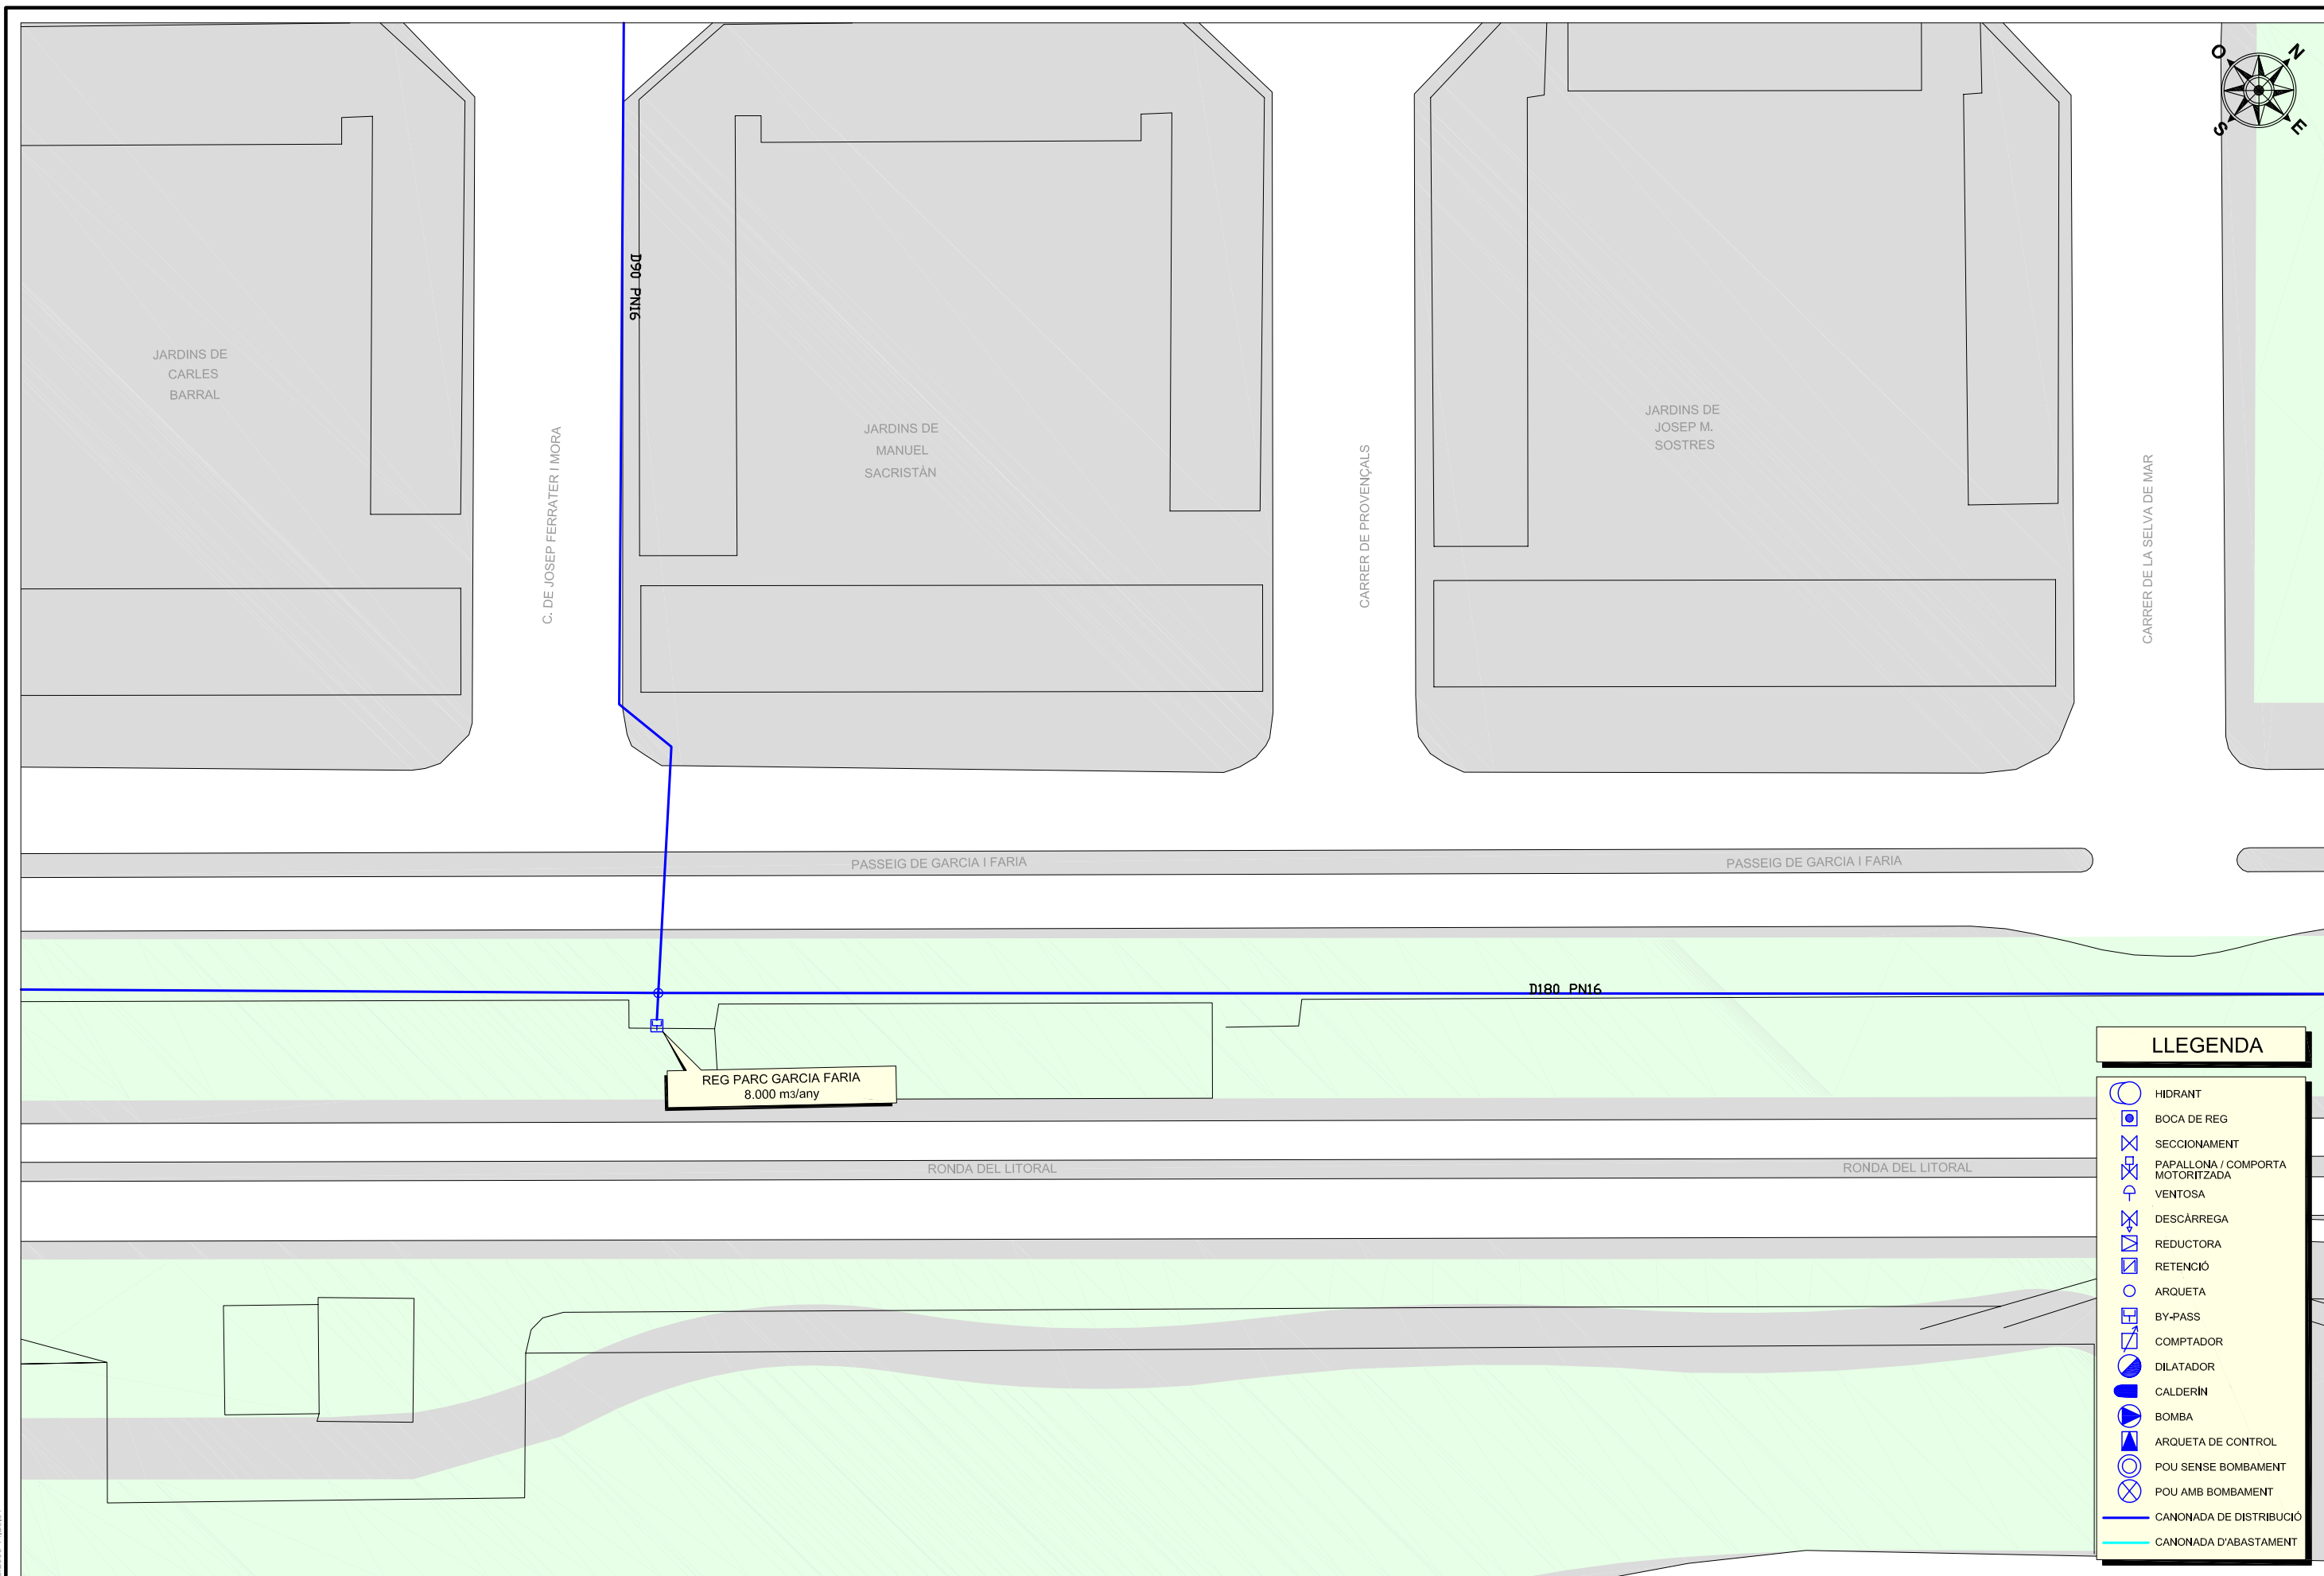 O
N
S
E
D90 PN16
JARDINS DE
CARLES
BARRAL
C. DE JOSEP FERRATER I MORA
JARDINS DE
MANUEL
SACRISTÀN
CARRER DE PROVENÇALS
JARDINS DE
JOSEP M.
SOSTRES
CARRER DE LA SELVA DE MAR
PASSEIG DE GARCIA I FARIA
PASSEIG DE GARCIA I FARIA
D180 PN16
REG PARC GARCIA FARIA
8.000 m3/any
RONDA DEL LITORAL
RONDA DEL LITORAL
LLEGENDA
HIDRANT
BOCA DE REG
SECCIONAMENT
PAPALLONA / COMPORTA
MOTORITZADA
VENTOSA
DESCÀRREGA
REDUCTORA
RETENCIÓ
ARQUETA
BY-PASS
COMPTADOR
DILATADOR
CALDERÍN
BOMBA
ARQUETA DE CONTROL
POU SENSE BOMBAMENT
POU AMB BOMBAMENT
CANONADA DE DISTRIBUCIÓ
CANONADA D'ABASTAMENT